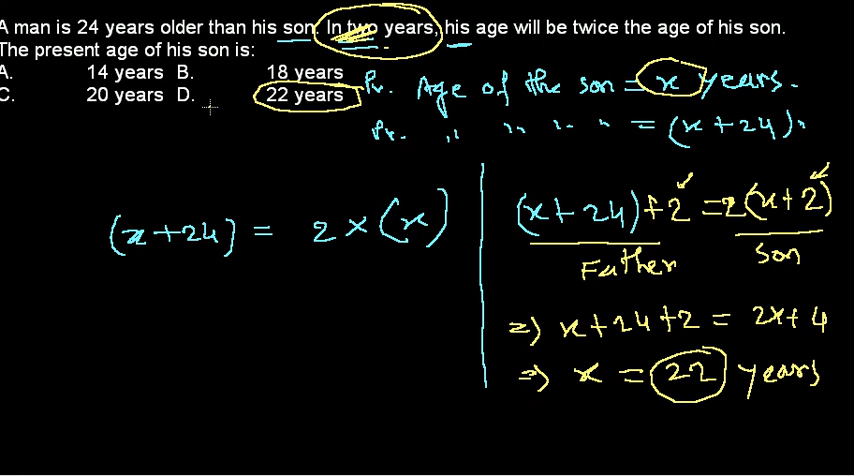 A man is 24 years older than his son. In two years, his age will be twice the age of his son.
The present age of his son is:
A. 14 years B. 18 years
C. 20 years D. 22 years
Pr. Age of the son = x years.
Pr. " " " " = (x + 24) "
(x + 24) = 2 × (x)
(x + 24) + 2 = 2(x + 2)
Father Son
=> x + 24 + 2 = 2x + 4
=> x = 22 years